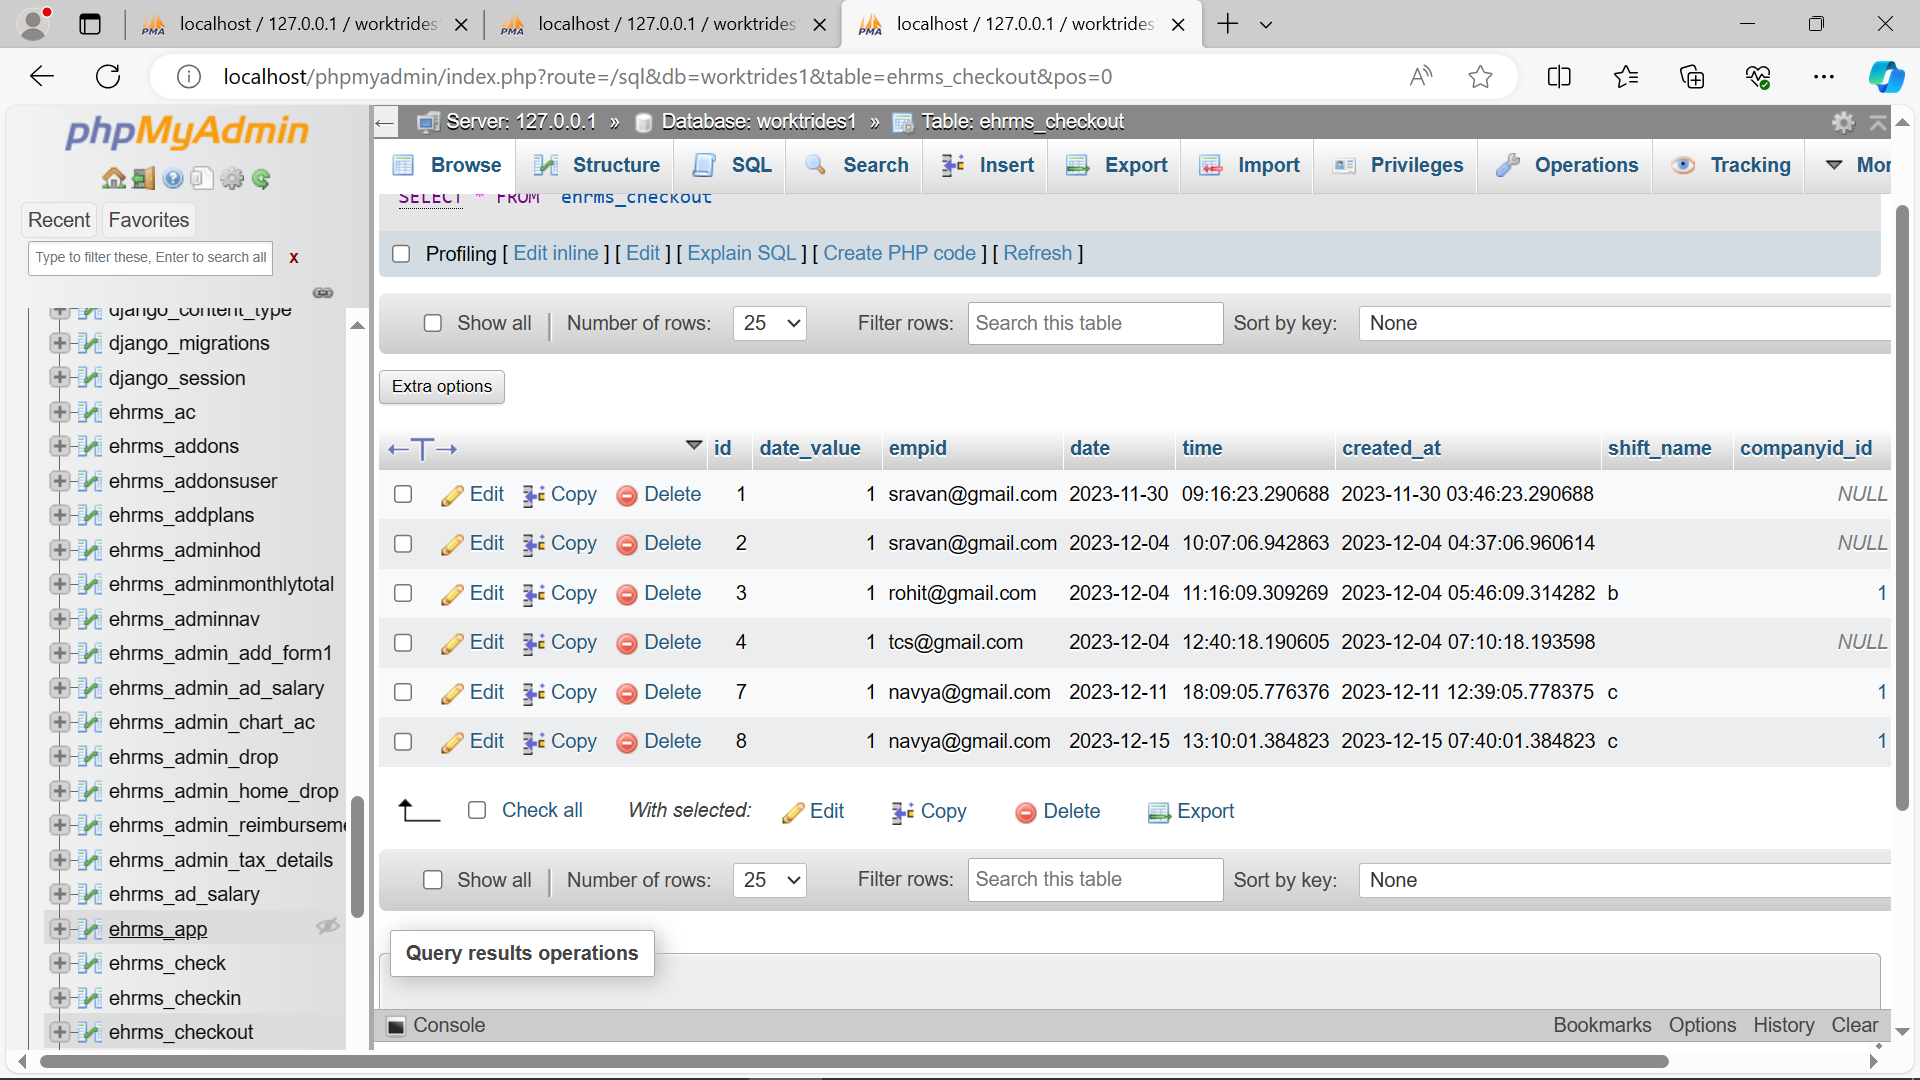 localhost / 127.0.0.1 / worktrides
localhost / 127.0.0.1 / worktrides
localhost / 127.0.0.1 / worktrides
localhost/phpmyadmin/index.php?route=/sql&db=worktrides1&table=ehrms_checkout&pos=0
phpMyAdmin
Recent Favorites
Type to filter these, Enter to search all X
django_content_type
django_migrations
django_session
ehrms_ac
ehrms_addons
ehrms_addonsuser
ehrms_addplans
ehrms_adminhod
ehrms_adminmonthlytotal
ehrms_adminnav
ehrms_admin_add_form1
ehrms_admin_ad_salary
ehrms_admin_chart_ac
ehrms_admin_drop
ehrms_admin_home_drop
ehrms_admin_reimburseme
ehrms_admin_tax_details
ehrms_ad_salary
ehrms_app
ehrms_check
ehrms_checkin
ehrms_checkout
Server: 127.0.0.1 » Database: worktrides1 » Table: ehrms_checkout
Browse Structure SQL Search Insert Export Import Privileges Operations Tracking Mor
SELECT * FROM `ehrms_checkout`
Profiling [ Edit inline ] [ Edit ] [ Explain SQL ] [ Create PHP code ] [ Refresh ]
Show all | Number of rows: 25 Filter rows: Search this table Sort by key: None
Extra options
←T→ id date_value empid date time created_at shift_name companyid_id
Edit Copy Delete 1 1 sravan@gmail.com 2023-11-30 09:16:23.290688 2023-11-30 03:46:23.290688 NULL
Edit Copy Delete 2 1 sravan@gmail.com 2023-12-04 10:07:06.942863 2023-12-04 04:37:06.960614 NULL
Edit Copy Delete 3 1 rohit@gmail.com 2023-12-04 11:16:09.309269 2023-12-04 05:46:09.314282 b 1
Edit Copy Delete 4 1 tcs@gmail.com 2023-12-04 12:40:18.190605 2023-12-04 07:10:18.193598 NULL
Edit Copy Delete 7 1 navya@gmail.com 2023-12-11 18:09:05.776376 2023-12-11 12:39:05.778375 c 1
Edit Copy Delete 8 1 navya@gmail.com 2023-12-15 13:10:01.384823 2023-12-15 07:40:01.384823 c 1
Check all With selected: Edit Copy Delete Export
Show all | Number of rows: 25 Filter rows: Search this table Sort by key: None
Query results operations
Console Bookmarks Options History Clear